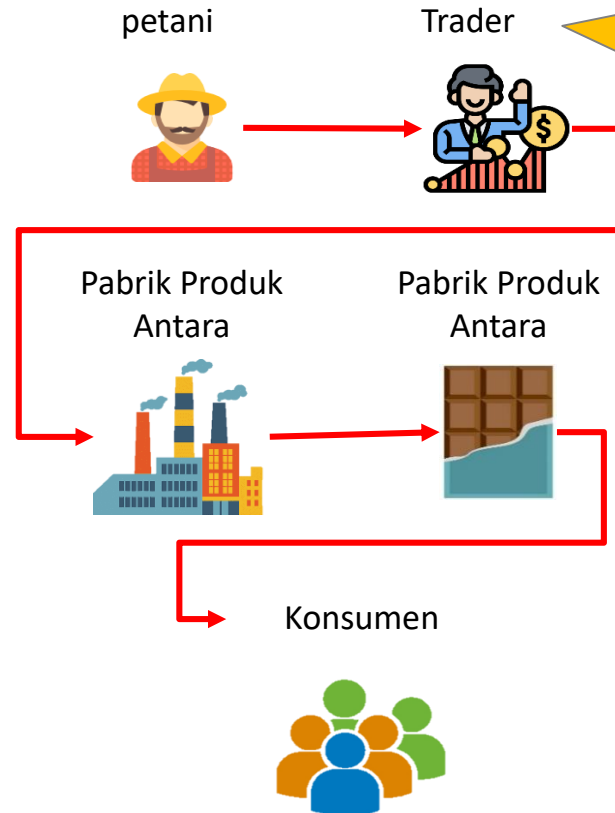 petani
Trader
$
Pabrik Produk
Antara
Pabrik Produk
Antara
Konsumen